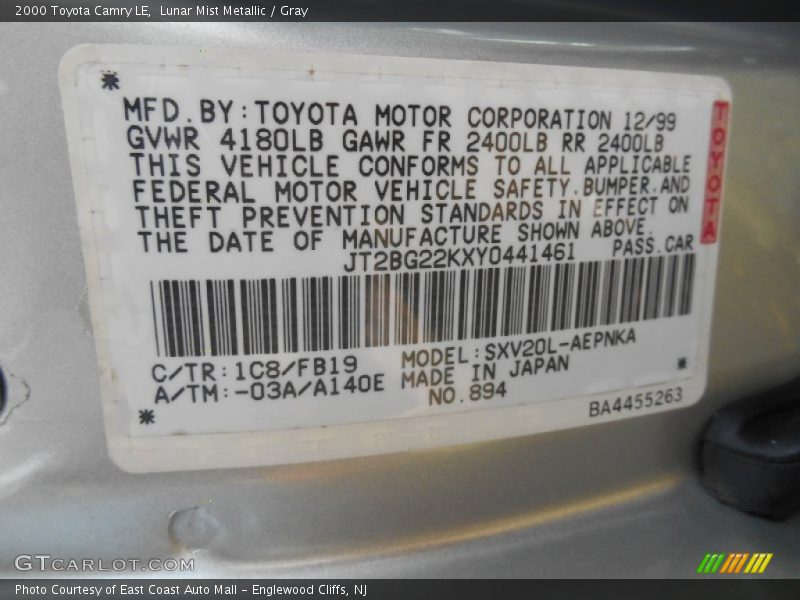 2000 Toyota Camry LE, Lunar Mist Metallic / Gray
MFD. BY: TOYOTA MOTOR CORPORATION 12/99
GVWR 4180LB GAWR FR 2400LB RR 2400LB
THIS VEHICLE CONFORMS TO ALL APPLICABLE
FEDERAL MOTOR VEHICLE SAFETY, BUMPER, AND
THEFT PREVENTION STANDARDS IN EFFECT ON
THE DATE OF MANUFACTURE SHOWN ABOVE.
JT2BG22KXY0441461 PASS. CAR
TOYOTA
C/TR: 1C8/FB19 MODEL: SXV20L-AEPNKA
A/TM: -03A/A140E MADE IN JAPAN
NO. 894 BA4455263
GTCARLOT.COM
Photo Courtesy of East Coast Auto Mall - Englewood Cliffs, NJ